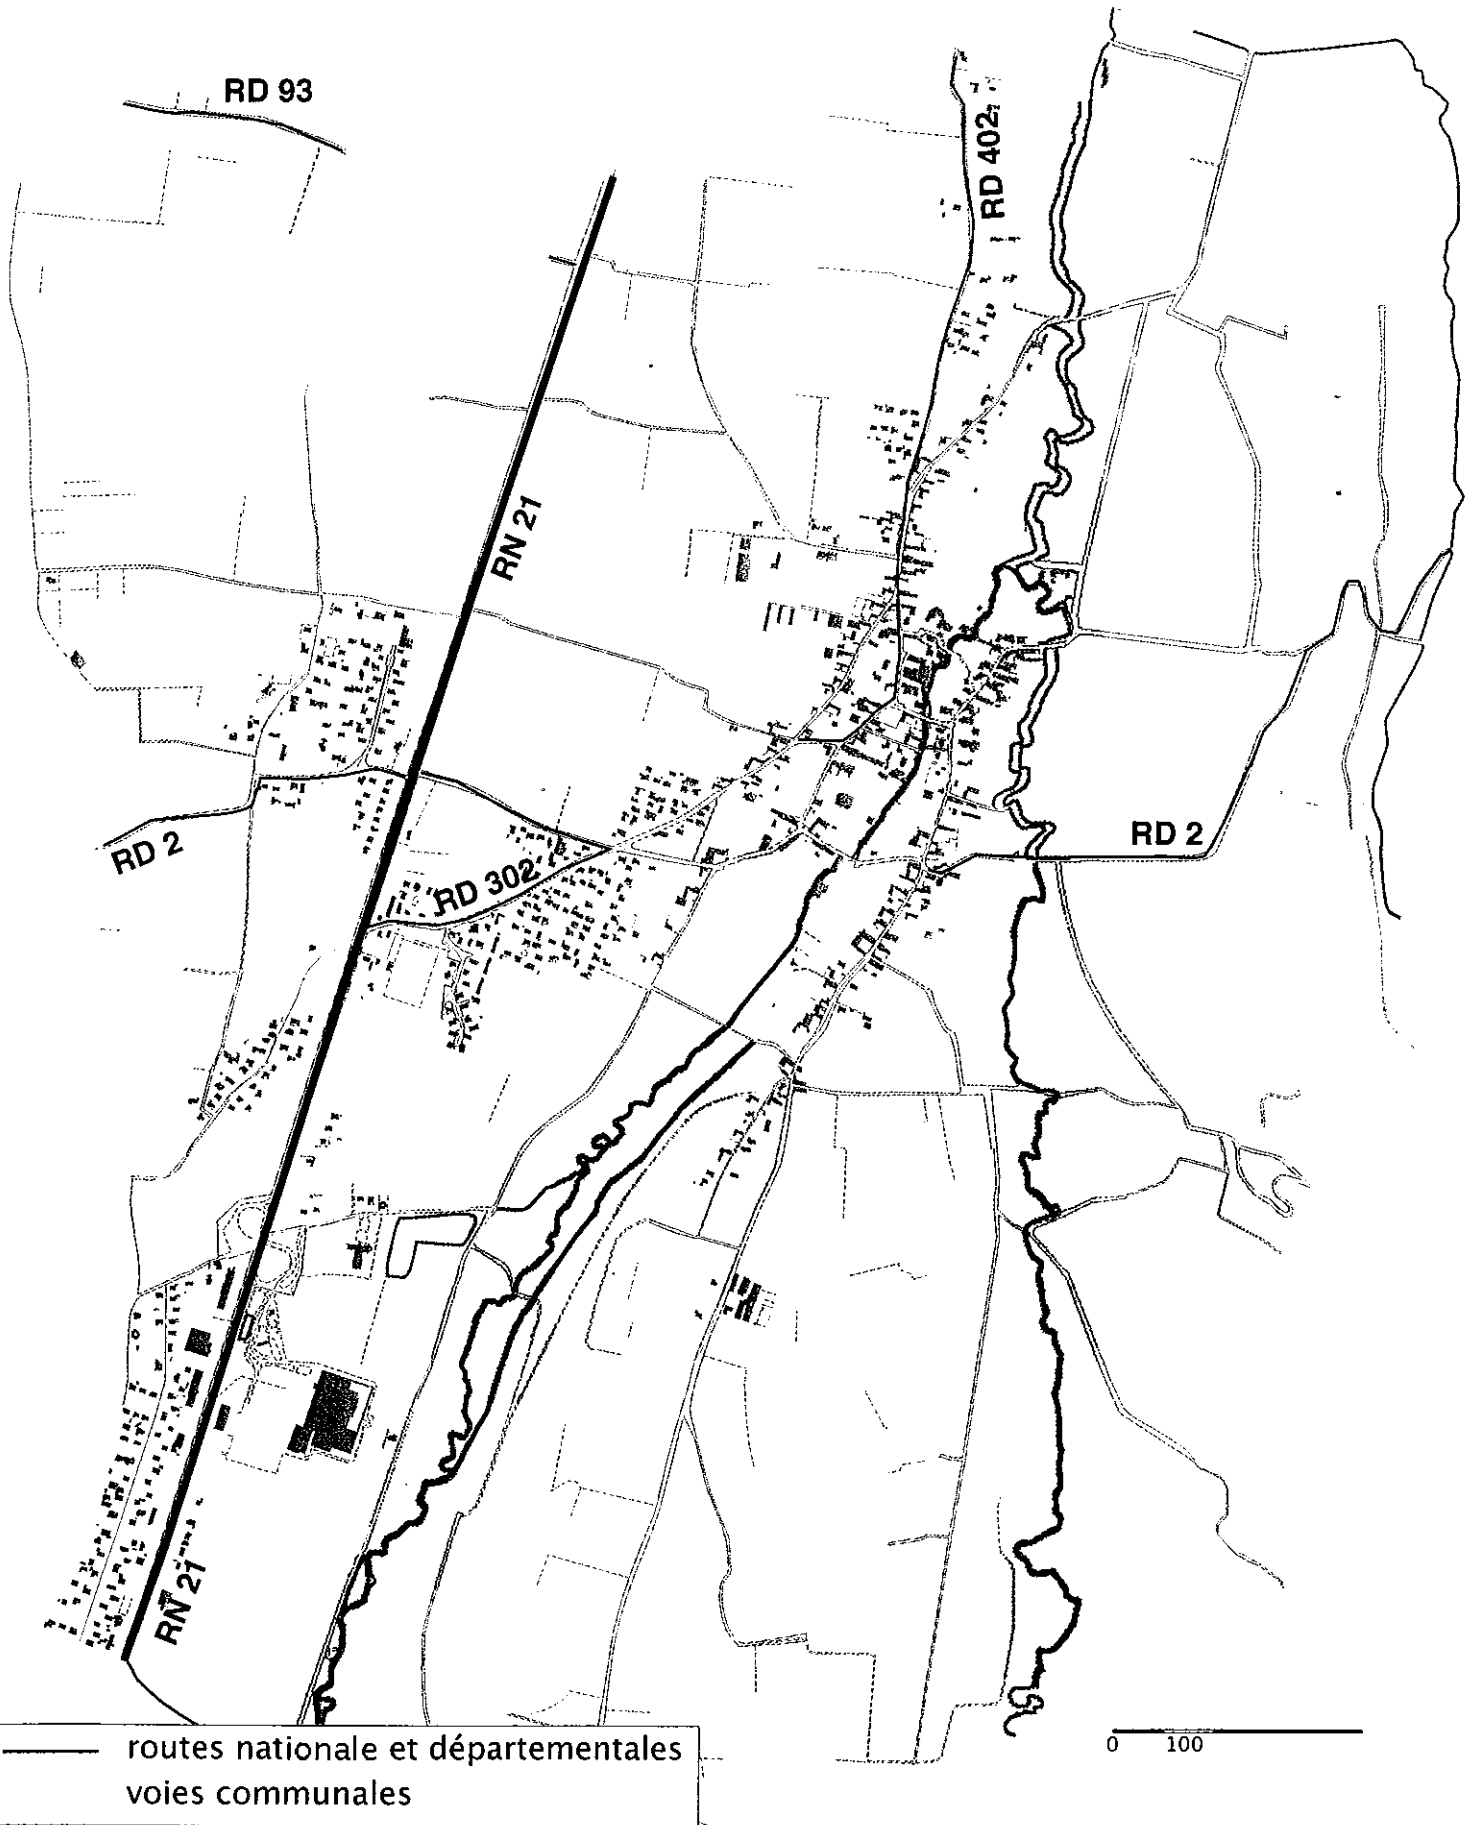 RD 93
RD 402
RN 21
RD 2
RD 2
RD 302
RN 21
routes nationale et départementales
voies communales
0 100